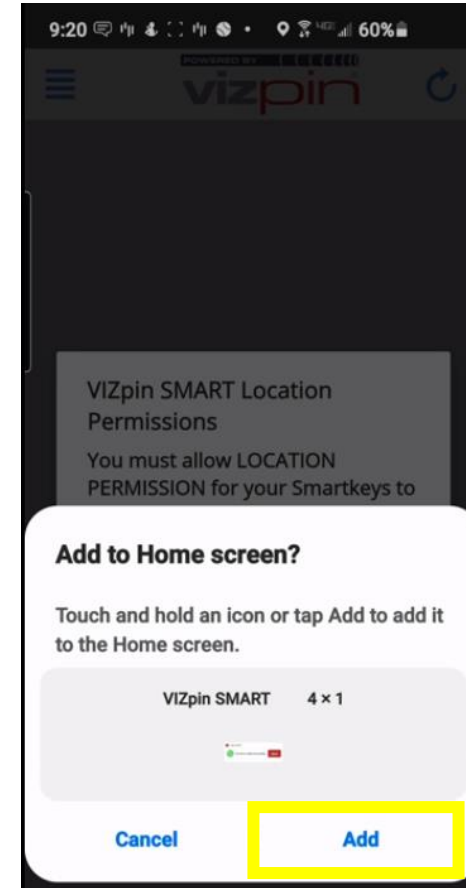 9:20 60%
POWERED BY
vizpin
VIZpin SMART Location
Permissions
You must allow LOCATION
PERMISSION for your Smartkeys to
Add to Home screen?
Touch and hold an icon or tap Add to add it
to the Home screen.
VIZpin SMART 4 × 1
Cancel Add